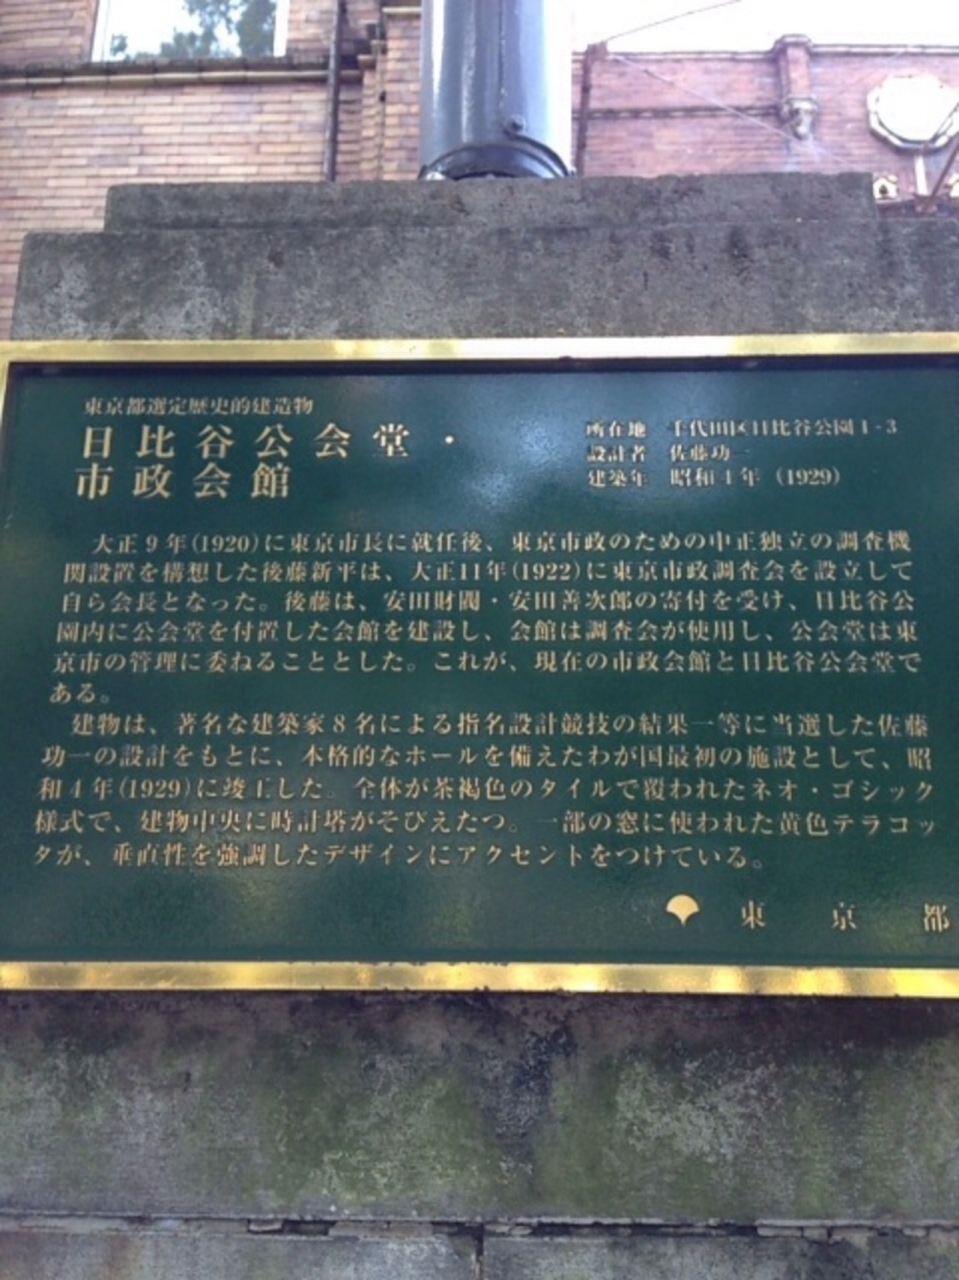 東京都選定歴史的建造物
日比谷公会堂・
市政会館
所在地 千代田区日比谷公園1-3
設計者 佐藤功一
建築年 昭和4年 (1929)
大正9年(1920)に東京市長に就任後、東京市政のための中正独立の調査機
関設置を構想した後藤新平は、大正11年(1922)に東京市政調査会を設立して
自ら会長となった。後藤は、安田財閥・安田善次郎の寄付を受け、日比谷公
園内に公会堂を付置した会館を建設し、会館は調査会が使用し、公会堂は東
京市の管理に委ねることとした。これが、現在の市政会館と日比谷公会堂で
ある。
建物は、著名な建築家8名による指名設計競技の結果一等に当選した佐藤
功一の設計をもとに、本格的なホールを備えたわが国最初の施設として、昭
和4年(1929)に竣工した。全体が茶褐色のタイルで覆われたネオ・ゴシック
様式で、建物中央に時計塔がそびえたつ。一部の窓に使われた黄色テラコッ
タが、垂直性を強調したデザインにアクセントをつけている。
東京都